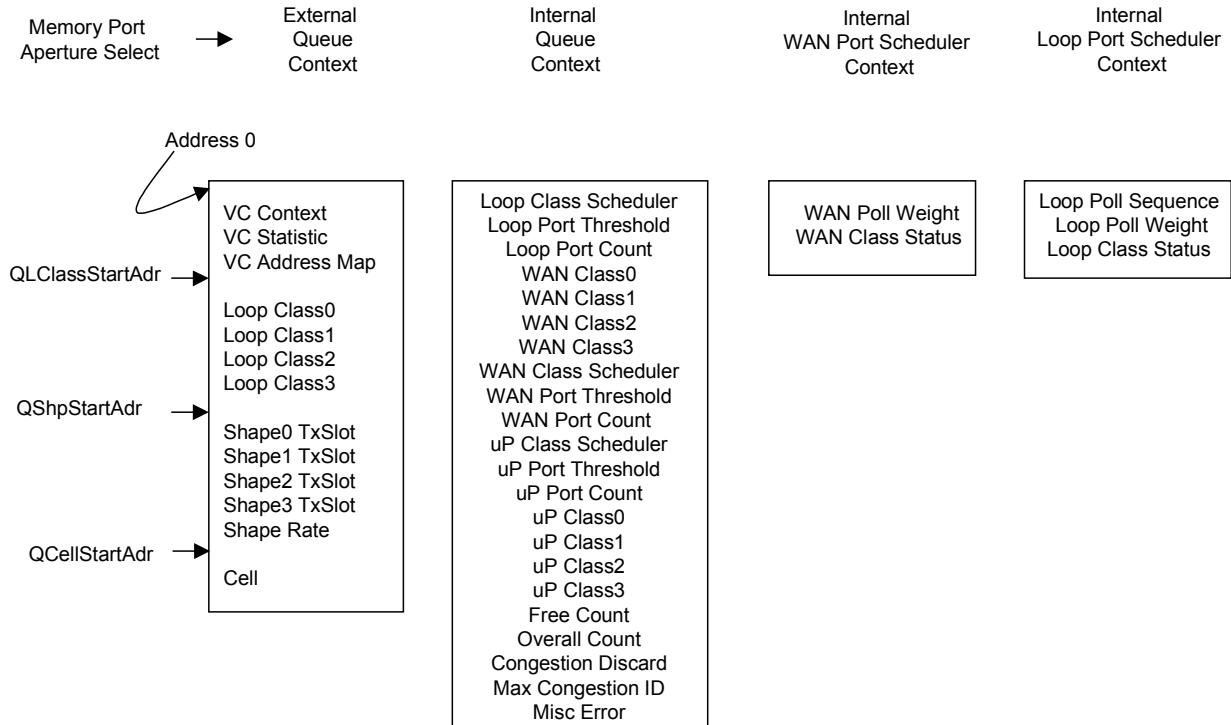 Memory Port
Aperture Select
External
Queue
Context
Internal
Queue
Context
Internal
WAN Port Scheduler
Context
Internal
Loop Port Scheduler
Context
Address 0
QLClassStartAdr
QShpStartAdr
QCellStartAdr
VC Context
VC Statistic
VC Address Map
Loop Class0
Loop Class1
Loop Class2
Loop Class3
Shape0 TxSlot
Shape1 TxSlot
Shape2 TxSlot
Shape3 TxSlot
Shape Rate
Cell
Loop Class Scheduler
Loop Port Threshold
Loop Port Count
WAN Class0
WAN Class1
WAN Class2
WAN Class3
WAN Class Scheduler
WAN Port Threshold
WAN Port Count
uP Class Scheduler
uP Port Threshold
uP Port Count
uP Class0
uP Class1
uP Class2
uP Class3
Free Count
Overall Count
Congestion Discard
Max Congestion ID
Misc Error
WAN Poll Weight
WAN Class Status
Loop Poll Sequence
Loop Poll Weight
Loop Class Status